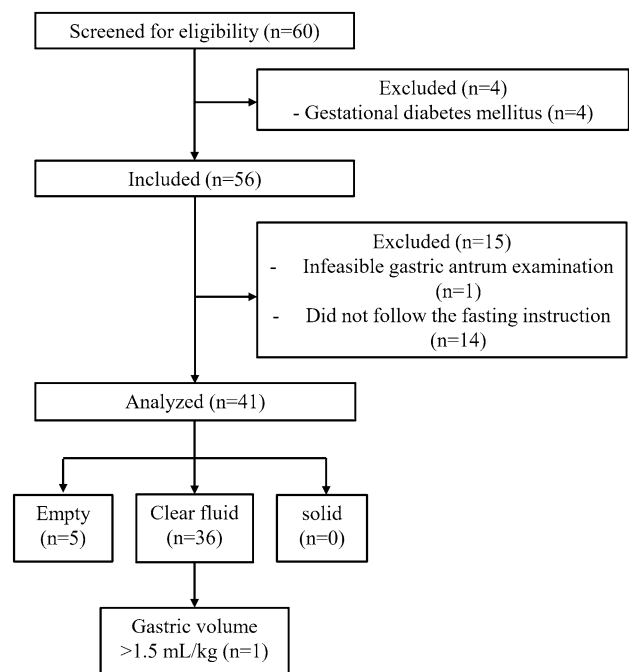 Screened for eligibility (n=60)
Excluded (n=4)
- Gestational diabetes mellitus (n=4)
Included (n=56)
Excluded (n=15)
- Infeasible gastric antrum examination
(n=1)
- Did not follow the fasting instruction
(n=14)
Analyzed (n=41)
Empty
(n=5)
Clear fluid
(n=36)
solid
(n=0)
Gastric volume
>1.5 mL/kg (n=1)